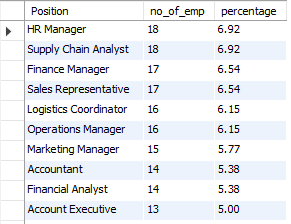 Position no_of_emp percentage
HR Manager 18 6.92
Supply Chain Analyst 18 6.92
Finance Manager 17 6.54
Sales Representative 17 6.54
Logistics Coordinator 16 6.15
Operations Manager 16 6.15
Marketing Manager 15 5.77
Accountant 14 5.38
Financial Analyst 14 5.38
Account Executive 13 5.00